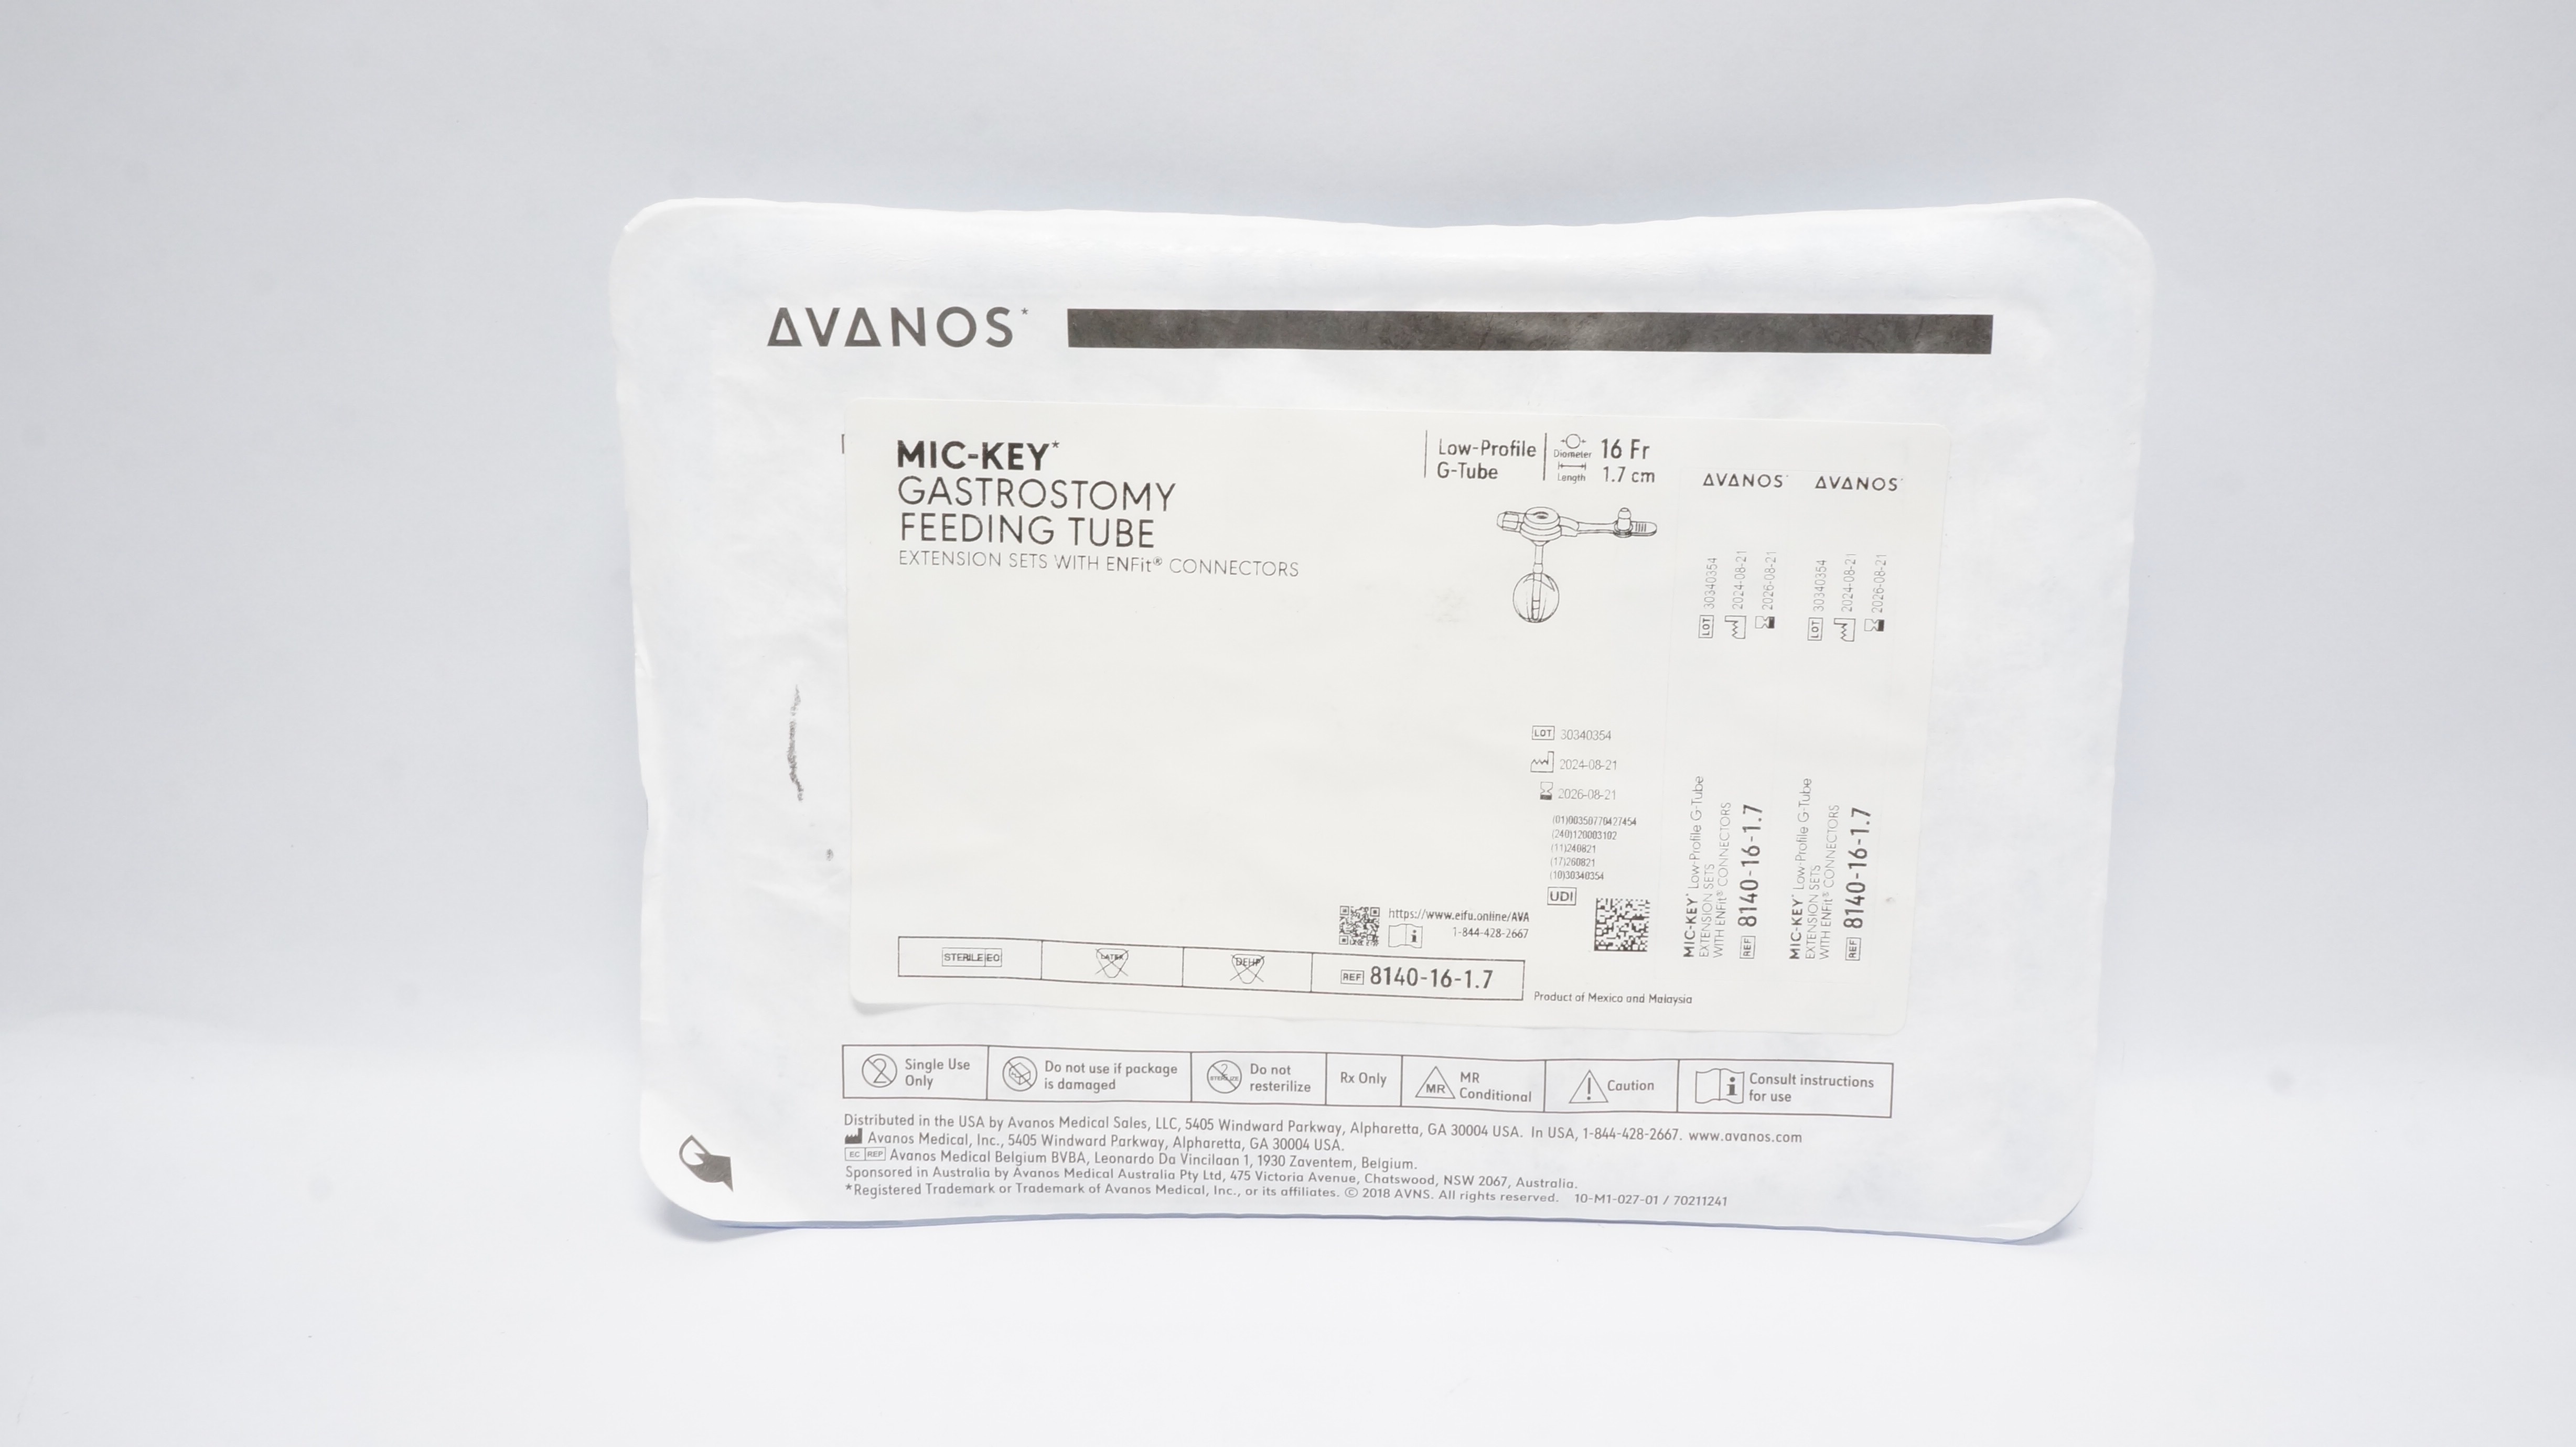 AVANOS*
MIC-KEY*
GASTROSTOMY
FEEDING TUBE
EXTENSION SETS WITH ENFit® CONNECTORS
Low-Profile
G-Tube
Diameter 16 Fr
Length 1.7 cm
LOT 30340354
2024-08-21
2026-08-21
(01)00350770427454
(240)120003102
(11)240821
(17)260821
(10)30340354
UDI
https://www.eifu.online/AVA
1-844-428-2667
STERILE EO
LATEX
DEHP
REF 8140-16-1.7
Product of Mexico and Malaysia
AVANOS*
LOT 30340354
2024-08-21
2026-08-21
MIC-KEY* Low-Profile G-Tube
EXTENSION SETS
WITH ENFit® CONNECTORS
REF 8140-16-1.7
AVANOS*
LOT 30340354
2024-08-21
2026-08-21
MIC-KEY* Low-Profile G-Tube
EXTENSION SETS
WITH ENFit® CONNECTORS
REF 8140-16-1.7
2 Single Use
Only
Do not use if package
is damaged
2 STERILIZE Do not
resterilize
Rx Only
MR MR
Conditional
! Caution
i Consult instructions
for use
Distributed in the USA by Avanos Medical Sales, LLC, 5405 Windward Parkway, Alpharetta, GA 30004 USA. In USA, 1-844-428-2667. www.avanos.com
Avanos Medical, Inc., 5405 Windward Parkway, Alpharetta, GA 30004 USA.
EC REP Avanos Medical Belgium BVBA, Leonardo Da Vincilaan 1, 1930 Zaventem, Belgium.
Sponsored in Australia by Avanos Medical Australia Pty Ltd, 475 Victoria Avenue, Chatswood, NSW 2067, Australia.
*Registered Trademark or Trademark of Avanos Medical, Inc., or its affiliates. © 2018 AVNS. All rights reserved. 10-M1-027-01 / 70211241